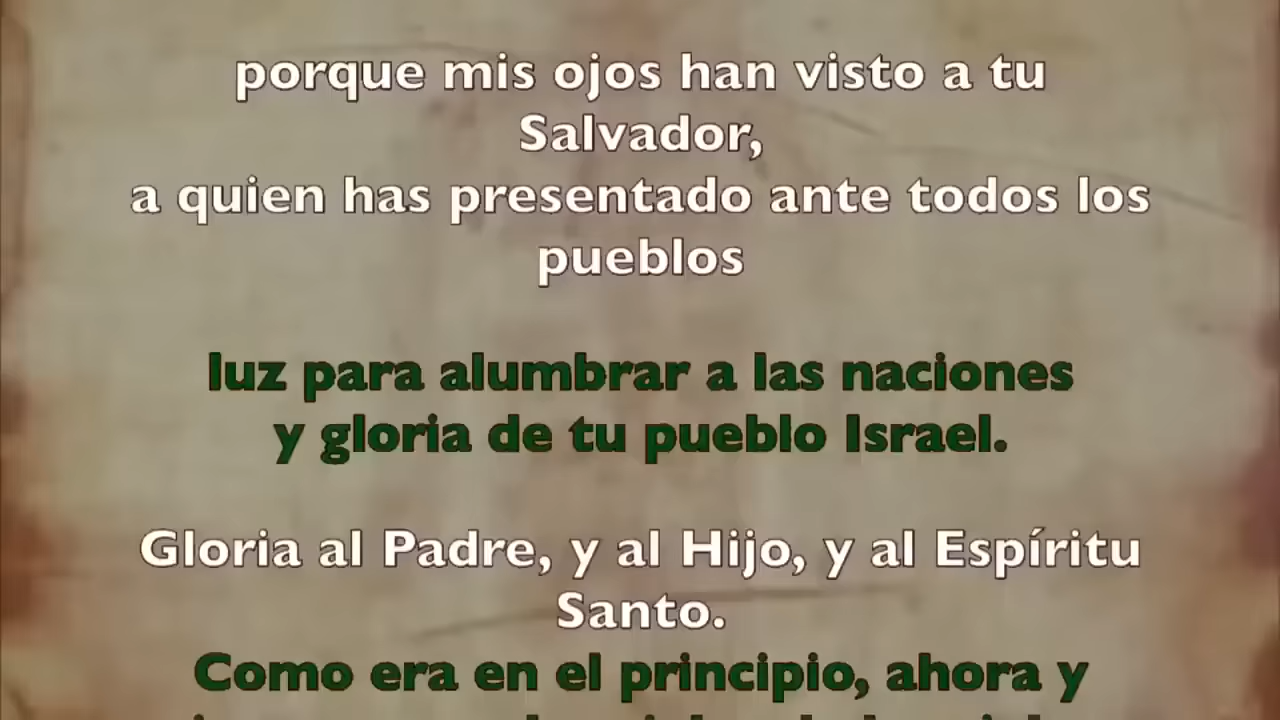 porque mis ojos han visto a tu
Salvador,
a quien has presentado ante todos los
pueblos
luz para alumbrar a las naciones
y gloria de tu pueblo Israel.
Gloria al Padre, y al Hijo, y al Espíritu
Santo.
Como era en el principio, ahora y